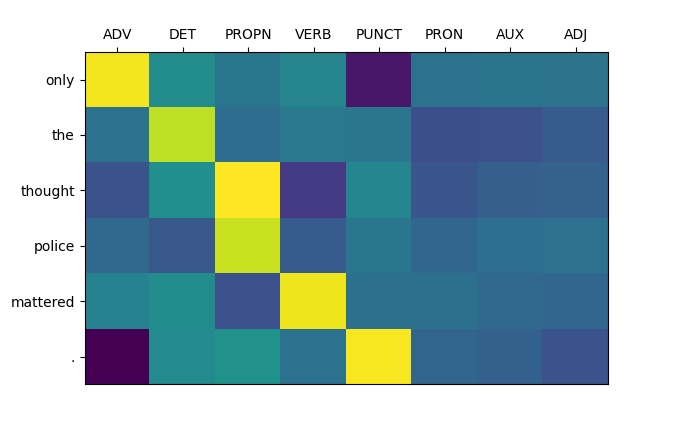 ADV DET PROPN VERB PUNCT PRON AUX ADJ
only
the
thought
police
mattered
.